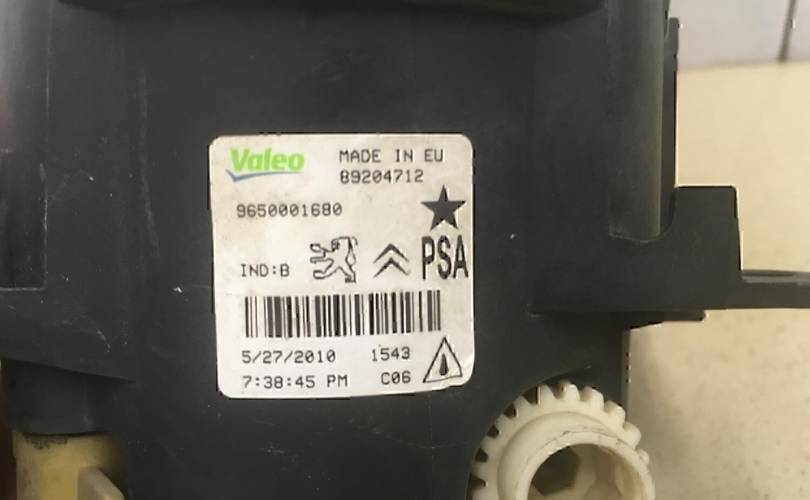 Valeo MADE IN EU
89204712
9650001680
IND:B PSA
5/27/2010 1543
7:38:45 PM C06